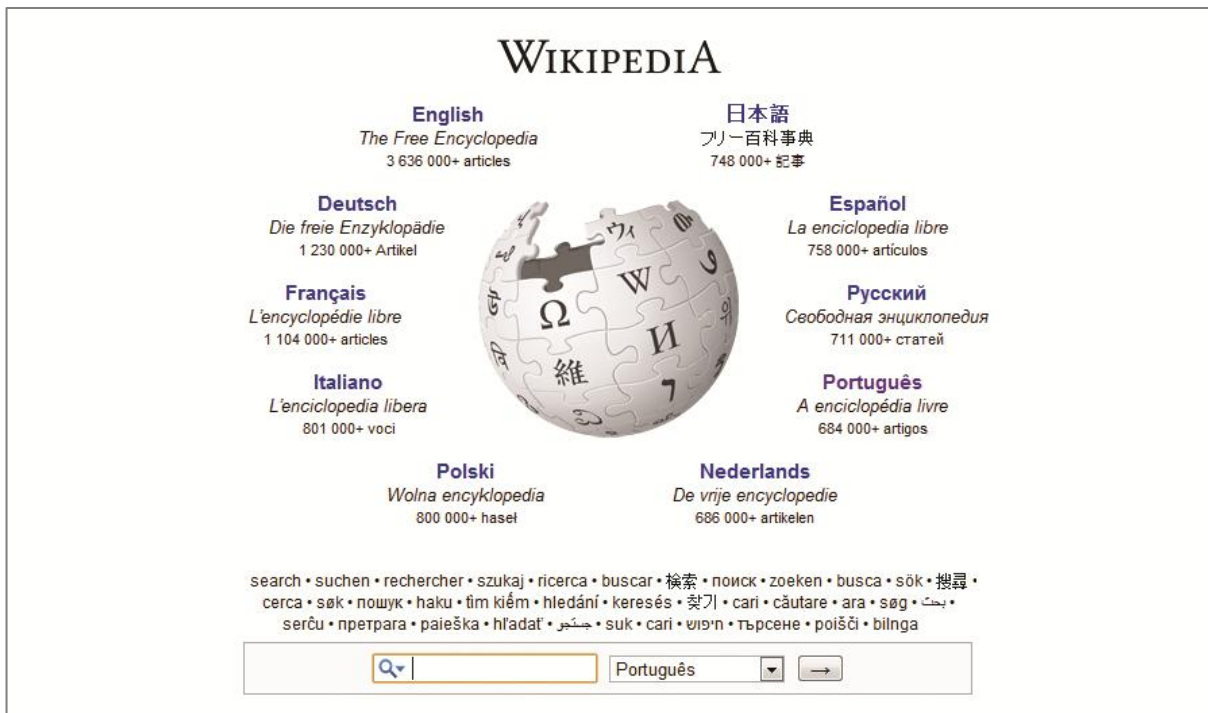 WIKIPEDIA
English
The Free Encyclopedia
3 636 000+ articles
日本語
フリー百科事典
748 000+ 記事
Deutsch
Die freie Enzyklopädie
1 230 000+ Artikel
Español
La enciclopedia libre
758 000+ artículos
Français
L'encyclopédie libre
1 104 000+ articles
Русский
Свободная энциклопедия
711 000+ статей
Italiano
L'enciclopedia libera
801 000+ voci
Português
A enciclopédia livre
684 000+ artigos
Polski
Wolna encyklopedia
800 000+ haseł
Nederlands
De vrije encyclopedie
686 000+ artikelen
ウィ
W
Ω
И
위
維
7
search • suchen • rechercher • szukaj • ricerca • buscar • 検索 • поиск • zoeken • busca • sök • 搜尋 •
cerca • søk • пошук • haku • tìm kiếm • hledání • keresés • 찾기 • cari • căutare • ara • søg • بحث •
serĉu • претрага • paieška • hľadať • جستجو • suk • cari • חיפוש • търсене • poišči • bilnga
Português
→